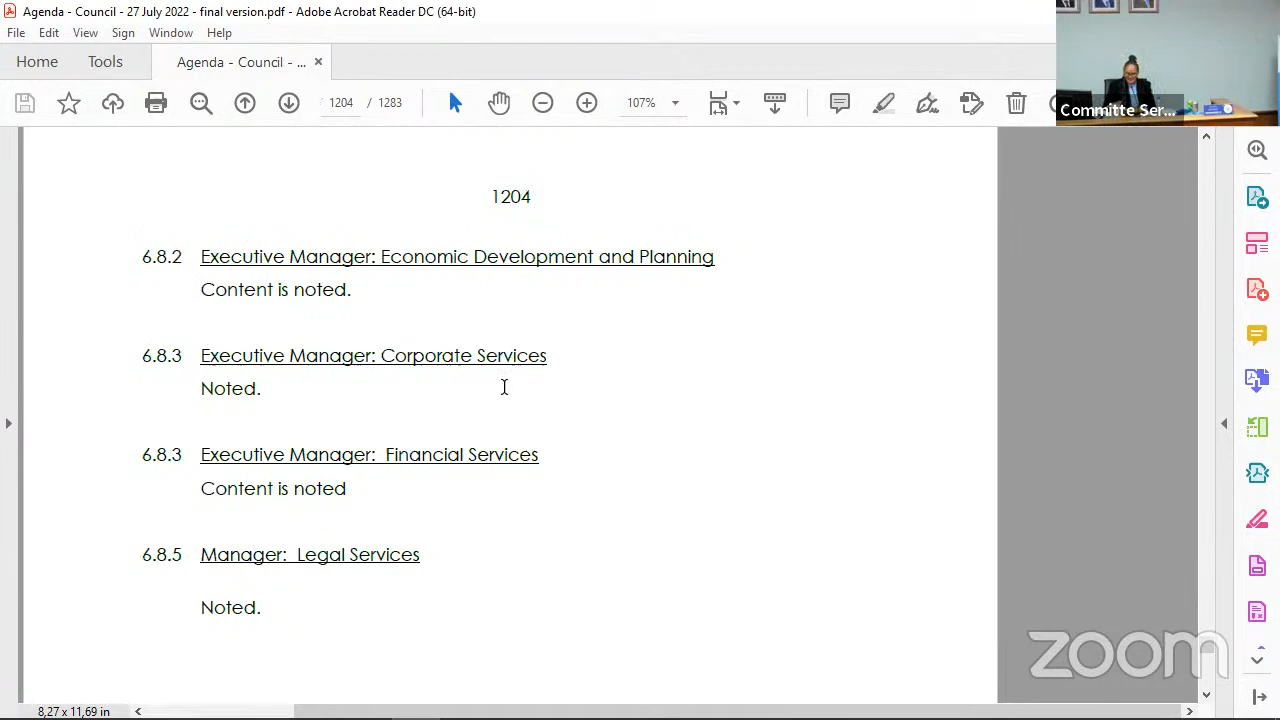 Agenda - Council - 27 July 2022 - final version.pdf - Adobe Acrobat Reader DC (64-bit)
File Edit View Sign Window Help
Home Tools Agenda - Council - ... ×
1204 / 1283 107%
Committe Ser...
1204
6.8.2 Executive Manager: Economic Development and Planning
Content is noted.
6.8.3 Executive Manager: Corporate Services
Noted.
6.8.3 Executive Manager: Financial Services
Content is noted
6.8.5 Manager: Legal Services
Noted.
zoom
8,27 x 11,69 in